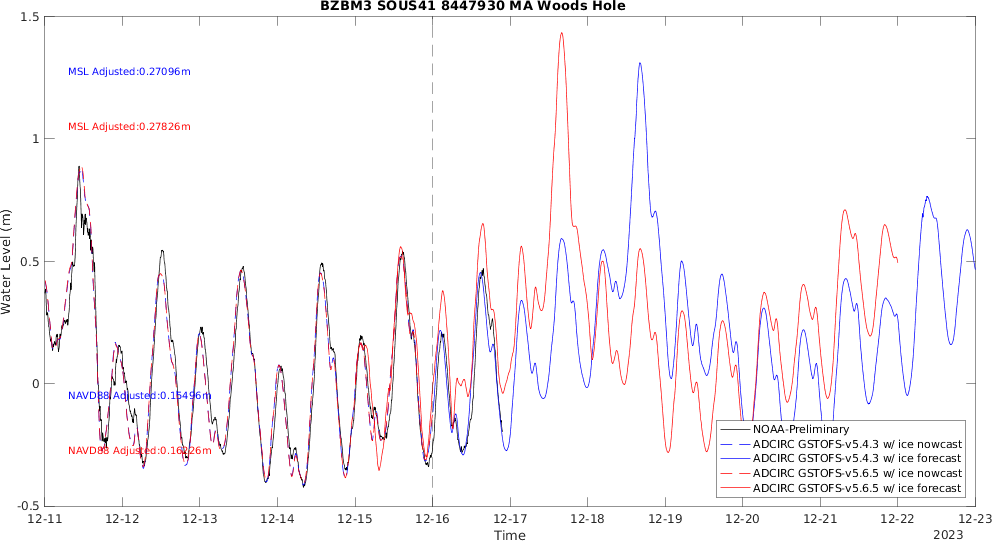 BZBM3 SOUS41 8447930 MA Woods Hole
1.5
MSL Adjusted:0.27096m
MSL Adjusted:0.27826m
1
Water Level (m)
0.5
0
NAVD88 Adjusted:0.15496m
NAVD88 Adjusted:0.16226m
-0.5
NOAA-Preliminary
ADCIRC GSTOFS-v5.4.3 w/ ice nowcast
ADCIRC GSTOFS-v5.4.3 w/ ice forecast
ADCIRC GSTOFS-v5.6.5 w/ ice nowcast
ADCIRC GSTOFS-v5.6.5 w/ ice forecast
12-11 12-12 12-13 12-14 12-15 12-16 12-17 12-18 12-19 12-20 12-21 12-22 12-23
Time
2023